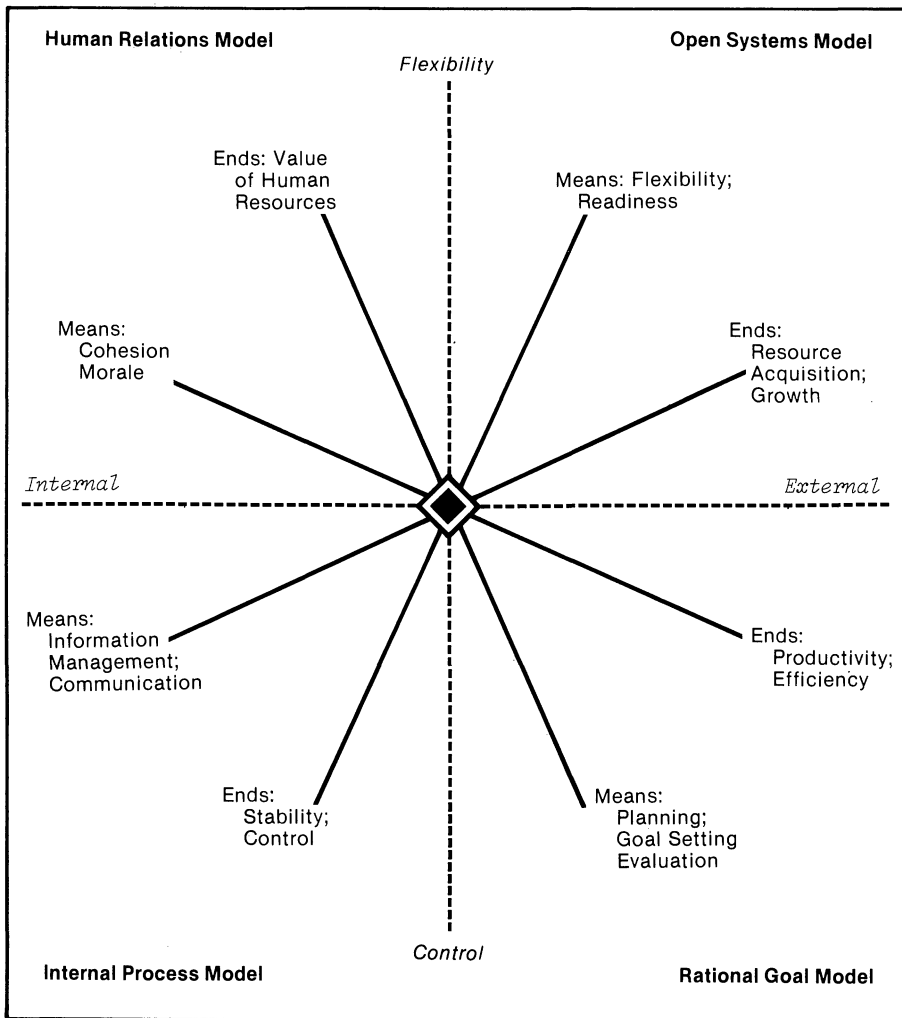 Human Relations Model
Open Systems Model
Flexibility
Ends: Value
of Human
Resources
Means: Flexibility;
Readiness
Means:
Cohesion
Morale
Ends:
Resource
Acquisition;
Growth
Internal
External
Means:
Information
Management;
Communication
Ends:
Productivity;
Efficiency
Ends:
Stability;
Control
Means:
Planning;
Goal Setting
Evaluation
Control
Internal Process Model
Rational Goal Model